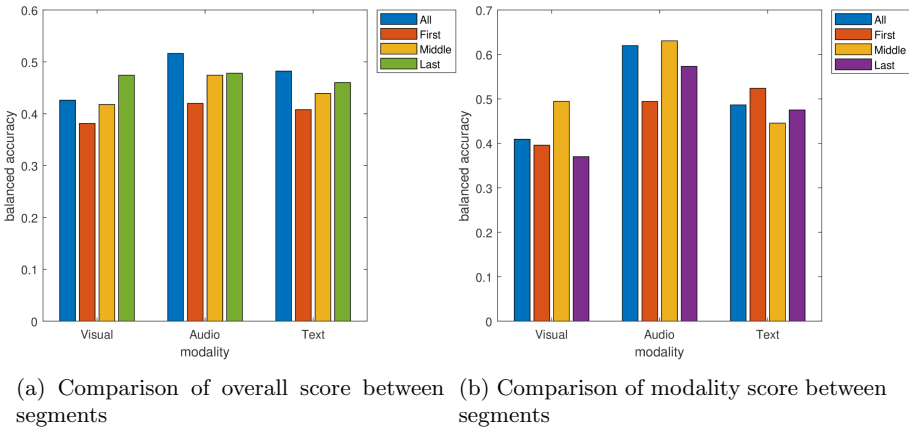 0.6
0.5
0.4
0.3
0.2
0.1
0
balanced accuracy
Visual Audio Text
modality
All
First
Middle
Last
0.7
0.6
0.5
0.4
0.3
0.2
0.1
0
balanced accuracy
Visual Audio Text
modality
All
First
Middle
Last
(a) Comparison of overall score between
segments
(b) Comparison of modality score between
segments